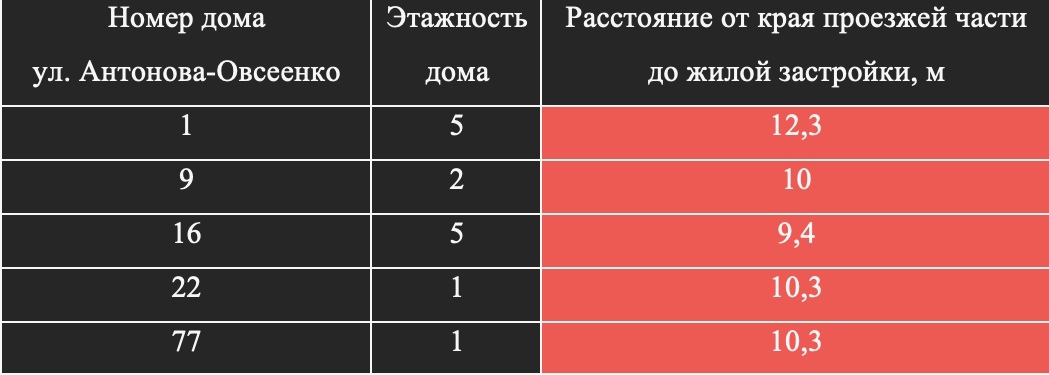 Номер дома Этажность Расстояние от края проезжей части
ул. Антонова-Овсеенко дома до жилой застройки, м
1 5 12,3
9 2 10
16 5 9,4
22 1 10,3
77 1 10,3